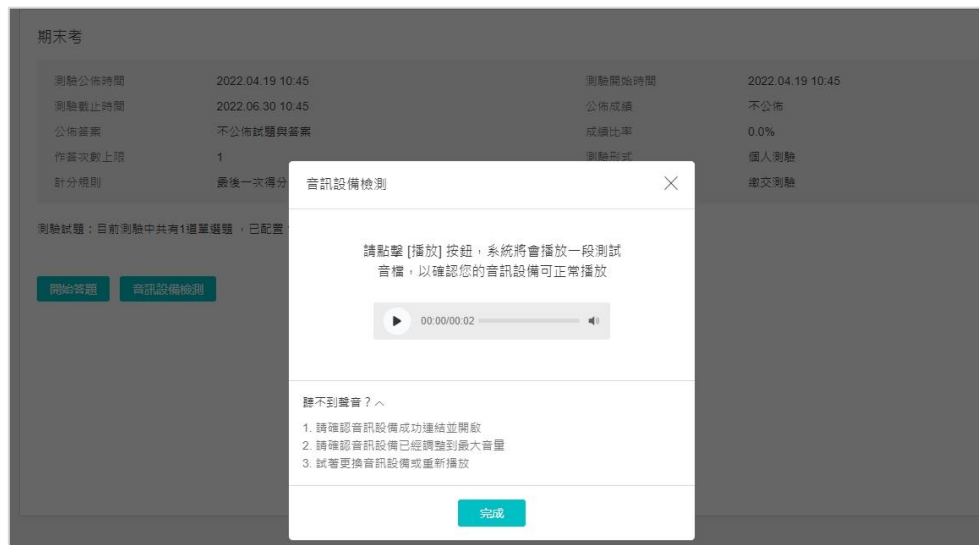 期末考
測驗公佈時間 2022.04.19 10:45 測驗開始時間 2022.04.19 10:45
測驗截止時間 2022.06.30 10:45 公佈成績 不公佈
公佈答案 不公佈試題與答案 成績比率 0.0%
作答次數上限 1 測驗形式 個人測驗
計分規則 最後一次得分 繳交測驗
測驗試題：目前測驗中共有1道單選題，已配置
開始答題 音訊設備檢測
音訊設備檢測
請點擊 [播放] 按鈕，系統將會播放一段測試
音檔，以確認您的音訊設備可正常播放
00:00/00:02
聽不到聲音？
1. 請確認音訊設備成功連結並開啟
2. 請確認音訊設備已經調整到最大音量
3. 試著更換音訊設備或重新播放
完成